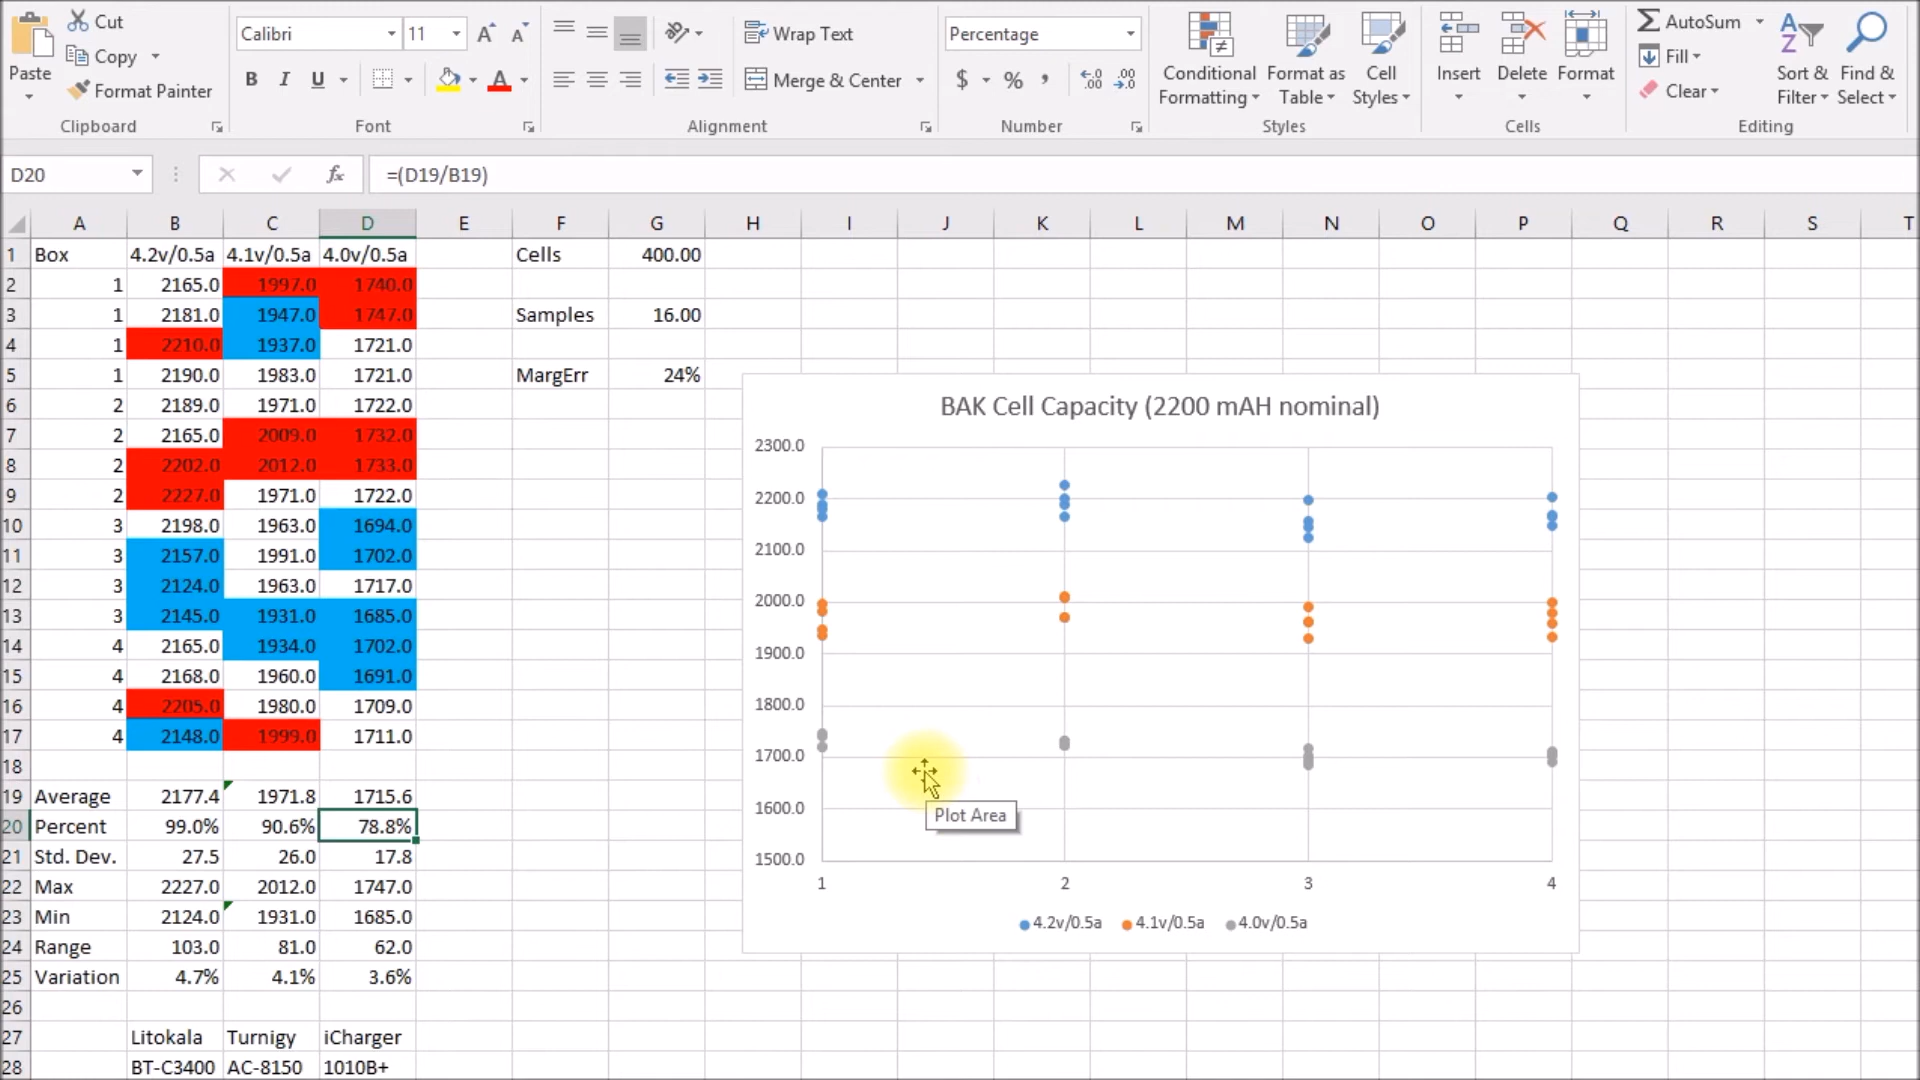 Cut
Copy
Paste
Format Painter
Clipboard
Calibri 11
B I U A
Font
Wrap Text
Merge & Center
Alignment
Percentage
$ % ,
Number
Conditional Formatting
Format as Table
Cell Styles
Styles
Insert Delete Format
Cells
AutoSum
Fill
Clear
Sort & Filter
Find & Select
Editing
D20 fx =(D19/B19)
A B C D E F G H I J K L M N O P Q R S T
1 Box 4.2v/0.5a 4.1v/0.5a 4.0v/0.5a Cells 400.00
2 1 2165.0 1997.0 1740.0
3 1 2181.0 1947.0 1747.0 Samples 16.00
4 1 2210.0 1937.0 1721.0
5 1 2190.0 1983.0 1721.0 MargErr 24%
6 2 2189.0 1971.0 1722.0
7 2 2165.0 2009.0 1732.0
8 2 2202.0 2012.0 1733.0
9 2 2227.0 1971.0 1722.0
10 3 2198.0 1963.0 1694.0
11 3 2157.0 1991.0 1702.0
12 3 2124.0 1963.0 1717.0
13 3 2145.0 1931.0 1685.0
14 4 2165.0 1934.0 1702.0
15 4 2168.0 1960.0 1691.0
16 4 2205.0 1980.0 1709.0
17 4 2148.0 1999.0 1711.0
18
19 Average 2177.4 1971.8 1715.6
20 Percent 99.0% 90.6% 78.8%
21 Std. Dev. 27.5 26.0 17.8
22 Max 2227.0 2012.0 1747.0
23 Min 2124.0 1931.0 1685.0
24 Range 103.0 81.0 62.0
25 Variation 4.7% 4.1% 3.6%
26
27 Litokala Turnigy iCharger
28 BT-C3400 AC-8150 1010B+
BAK Cell Capacity (2200 mAH nominal)
2300.0
2200.0
2100.0
2000.0
1900.0
1800.0
1700.0
1600.0
1500.0
1 2 3 4
4.2v/0.5a 4.1v/0.5a 4.0v/0.5a
Plot Area